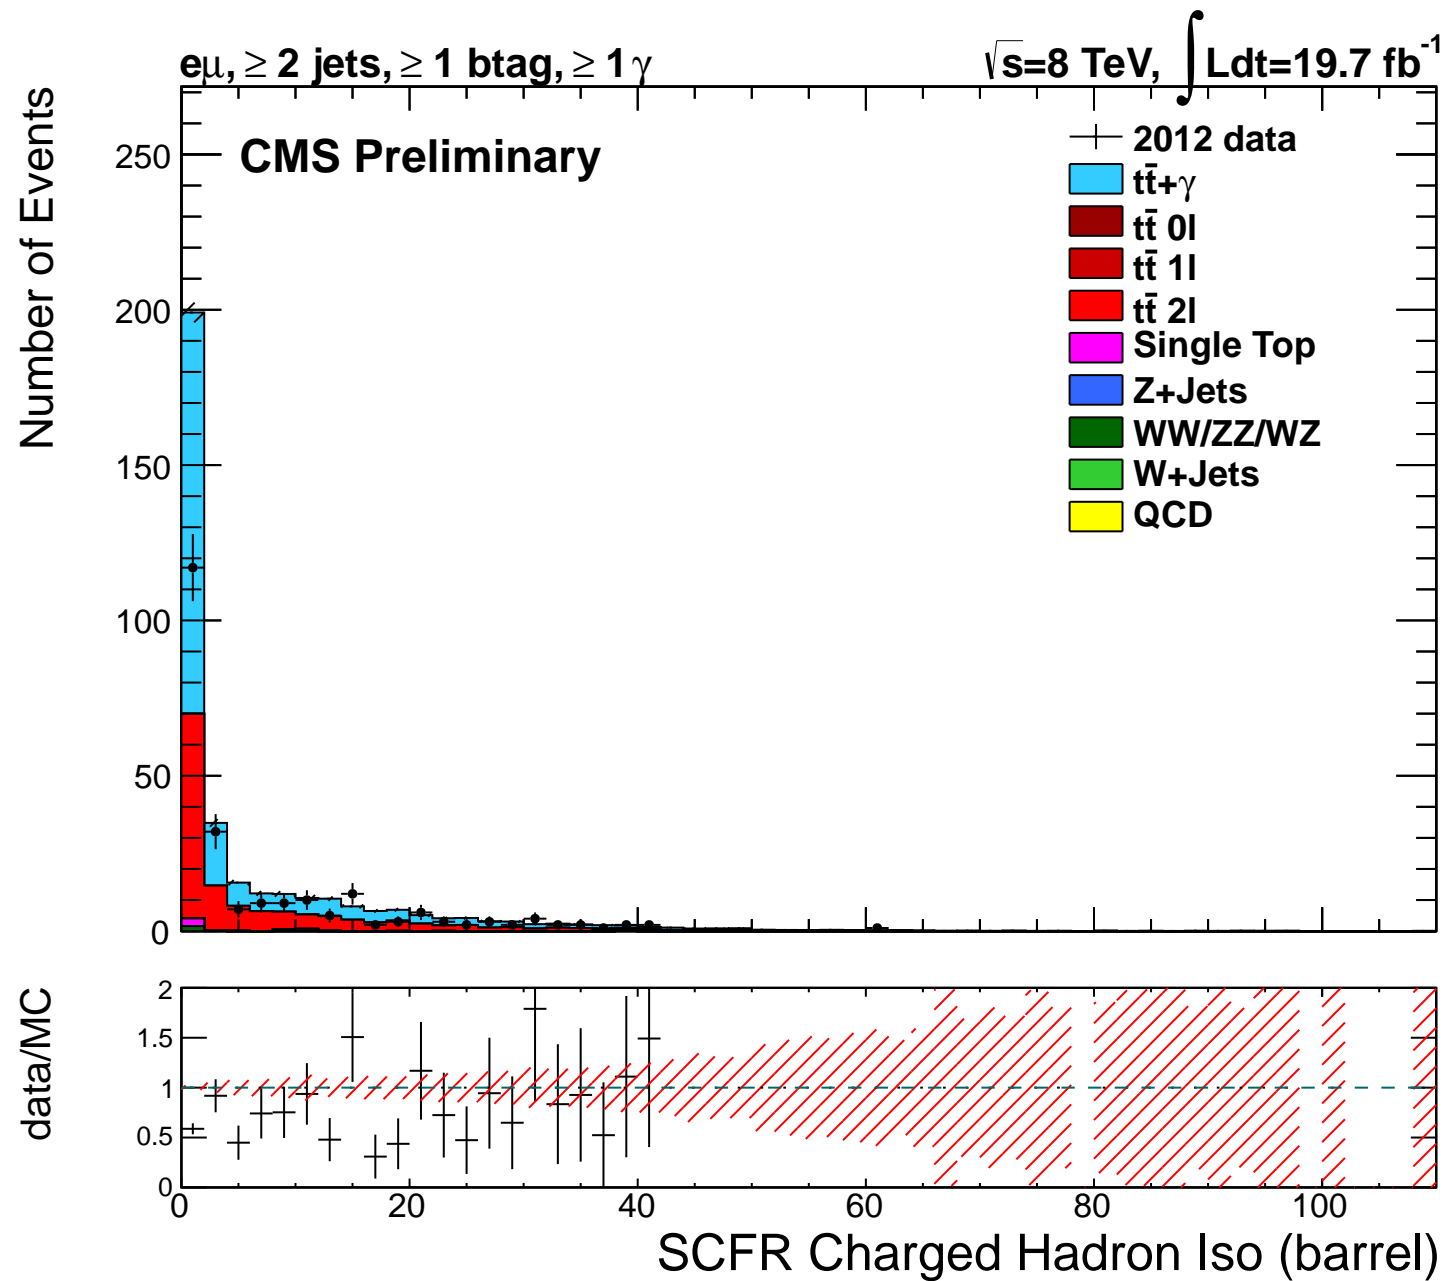 eμ, ≥ 2 jets, ≥ 1 btag, ≥ 1 γ
√s=8 TeV, ∫Ldt=19.7 fb⁻¹
CMS Preliminary
2012 data
tt̄+γ
tt̄ 0l
tt̄ 1l
tt̄ 2l
Single Top
Z+Jets
WW/ZZ/WZ
W+Jets
QCD
Number of Events
250
200
150
100
50
0
data/MC
2
1.5
1
0.5
0
0 20 40 60 80 100
SCFR Charged Hadron Iso (barrel)